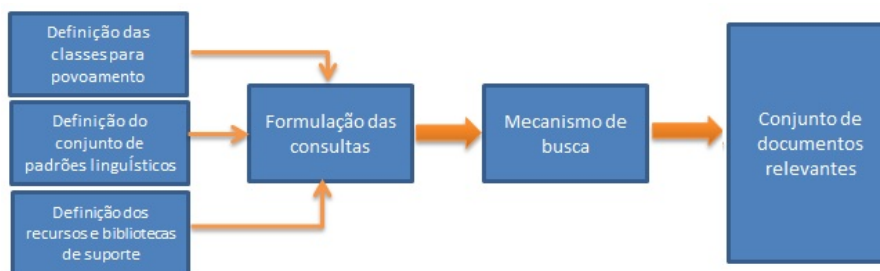 Definição das
classes para
povoamento
Definição do
conjunto de
padrões linguísticos
Definição dos
recursos e bibliotecas
de suporte
Formulação das
consultas
Mecanismo de
busca
Conjunto de
documentos
relevantes